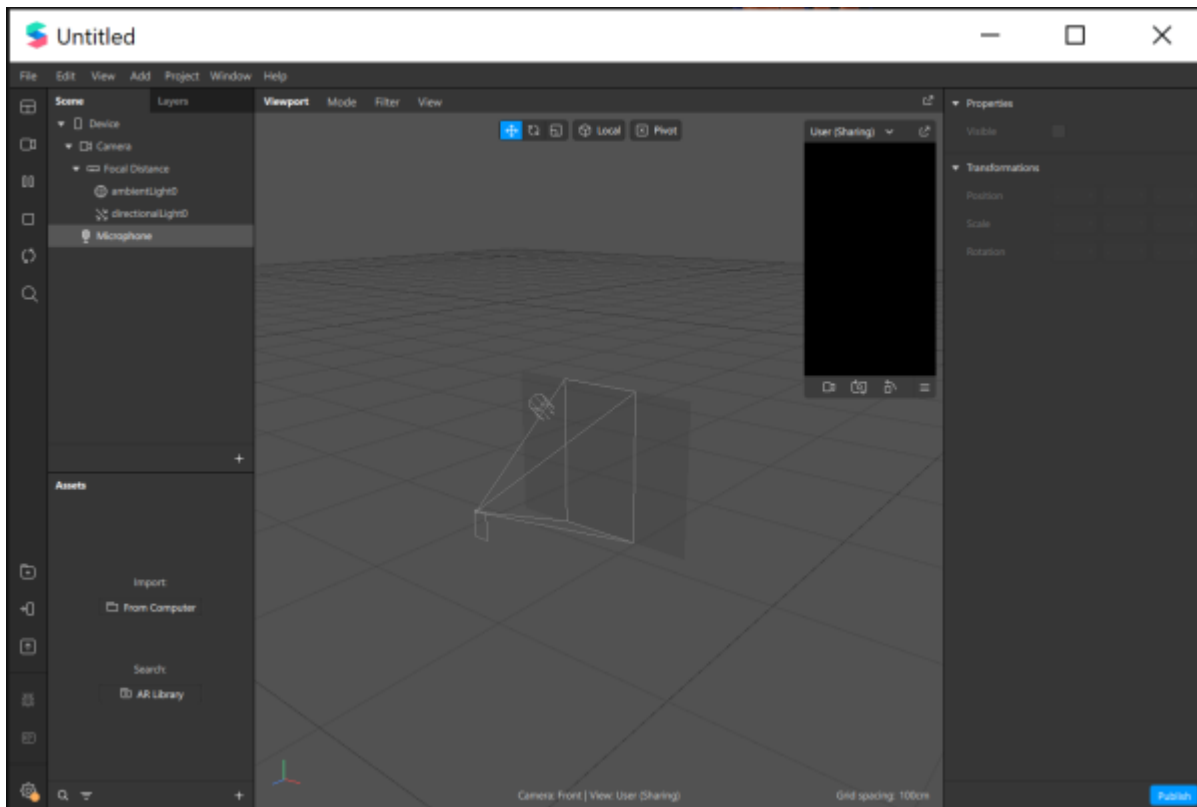 Untitled
File Edit View Add Project Window Help
Scene Layers
Device
Camera
Focal Distance
ambientLight0
directionalLight0
Microphone
Assets
Import:
From Computer
Search:
AR Library
Viewport Mode Filter View
Local Pivot
User (Sharing)
Camera: Front | View: User (Sharing)
Grid spacing: 100cm
Properties
Visible
Transformations
Position
Scale
Rotation
Publish